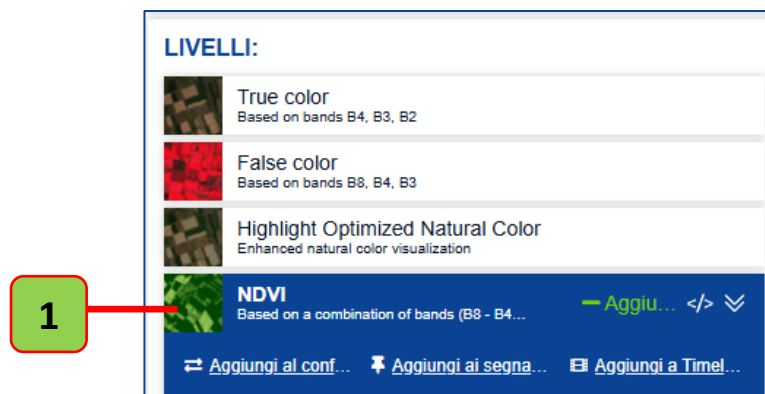 LIVELLI:
True color
Based on bands B4, B3, B2
False color
Based on bands B8, B4, B3
Highlight Optimized Natural Color
Enhanced natural color visualization
1
NDVI
Based on a combination of bands (B8 - B4...
Aggiu... </>
Aggiungi al conf... Aggiungi ai segna... Aggiungi a Timel...